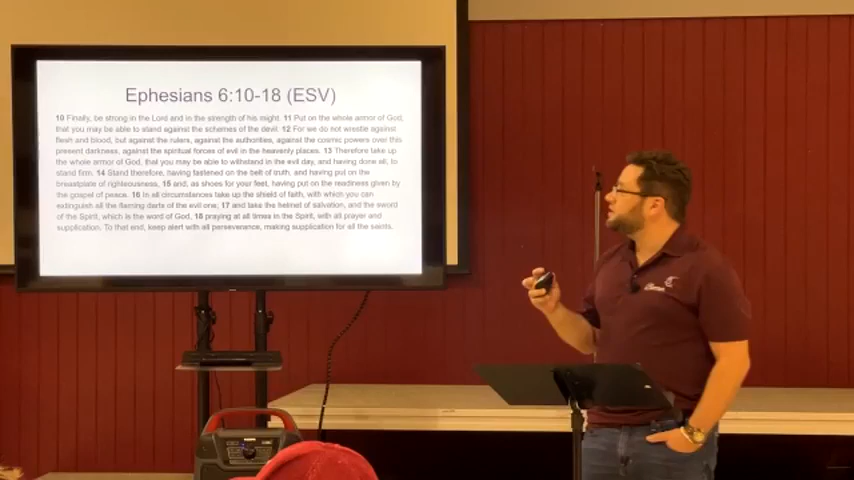 Ephesians 6:10-18 (ESV)
10 Finally, be strong in the Lord and in the strength of his might. 11 Put on the whole armor of God,
that you may be able to stand against the schemes of the devil. 12 For we do not wrestle against
flesh and blood, but against the rulers, against the authorities, against the cosmic powers over this
present darkness, against the spiritual forces of evil in the heavenly places. 13 Therefore take up
the whole armor of God, that you may be able to withstand in the evil day, and having done all, to
stand firm. 14 Stand therefore, having fastened on the belt of truth, and having put on the
breastplate of righteousness, 15 and, as shoes for your feet, having put on the readiness given by
the gospel of peace. 16 In all circumstances take up the shield of faith, with which you can
extinguish all the flaming darts of the evil one; 17 and take the helmet of salvation, and the sword
of the Spirit, which is the word of God, 18 praying at all times in the Spirit, with all prayer and
supplication. To that end, keep alert with all perseverance, making supplication for all the saints.